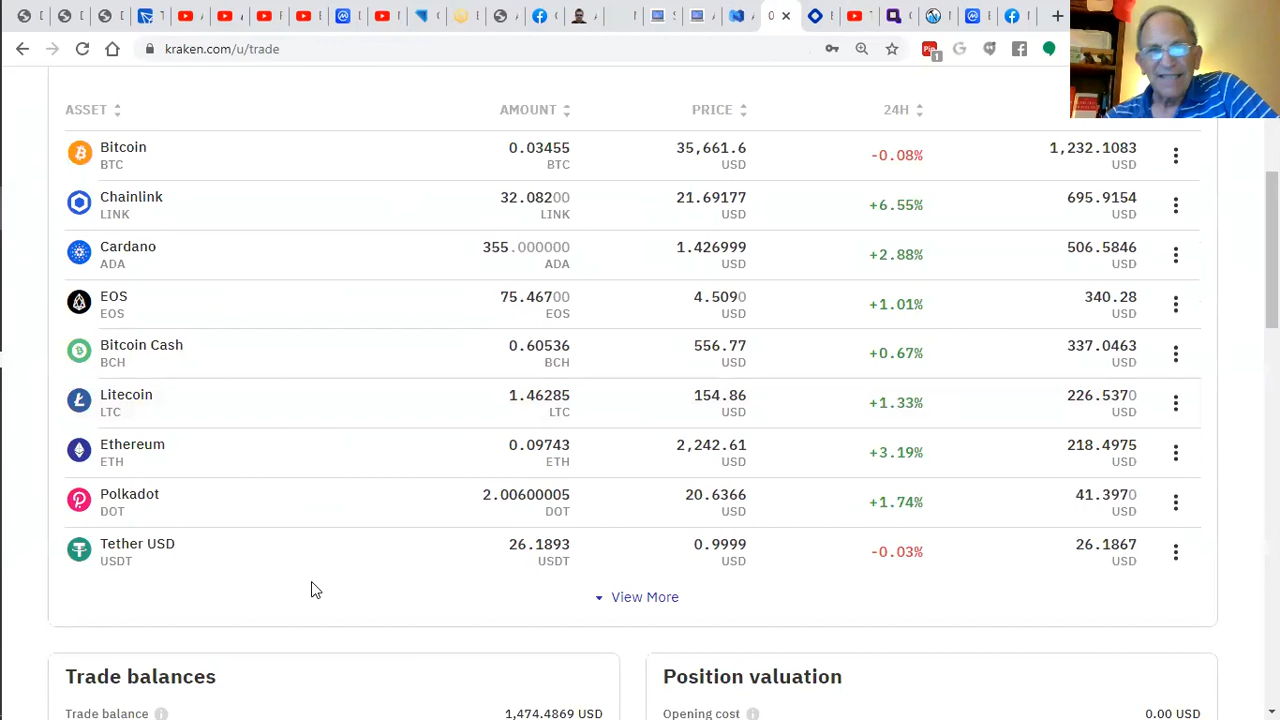 kraken.com/u/trade
ASSET AMOUNT PRICE 24H
Bitcoin 0.03455 35,661.6 -0.08% 1,232.1083
BTC BTC USD USD
Chainlink 32.08200 21.69177 +6.55% 695.9154
LINK LINK USD USD
Cardano 355.000000 1.426999 +2.88% 506.5846
ADA ADA USD USD
EOS 75.46700 4.5090 +1.01% 340.28
EOS EOS USD USD
Bitcoin Cash 0.60536 556.77 +0.67% 337.0463
BCH BCH USD USD
Litecoin 1.46285 154.86 +1.33% 226.5370
LTC LTC USD USD
Ethereum 0.09743 2,242.61 +3.19% 218.4975
ETH ETH USD USD
Polkadot 2.00600005 20.6366 +1.74% 41.3970
DOT DOT USD USD
Tether USD 26.1893 0.9999 -0.03% 26.1867
USDT USDT USD USD
View More
Trade balances Position valuation
Trade balance 1,474.4869 USD Opening cost 0.00 USD